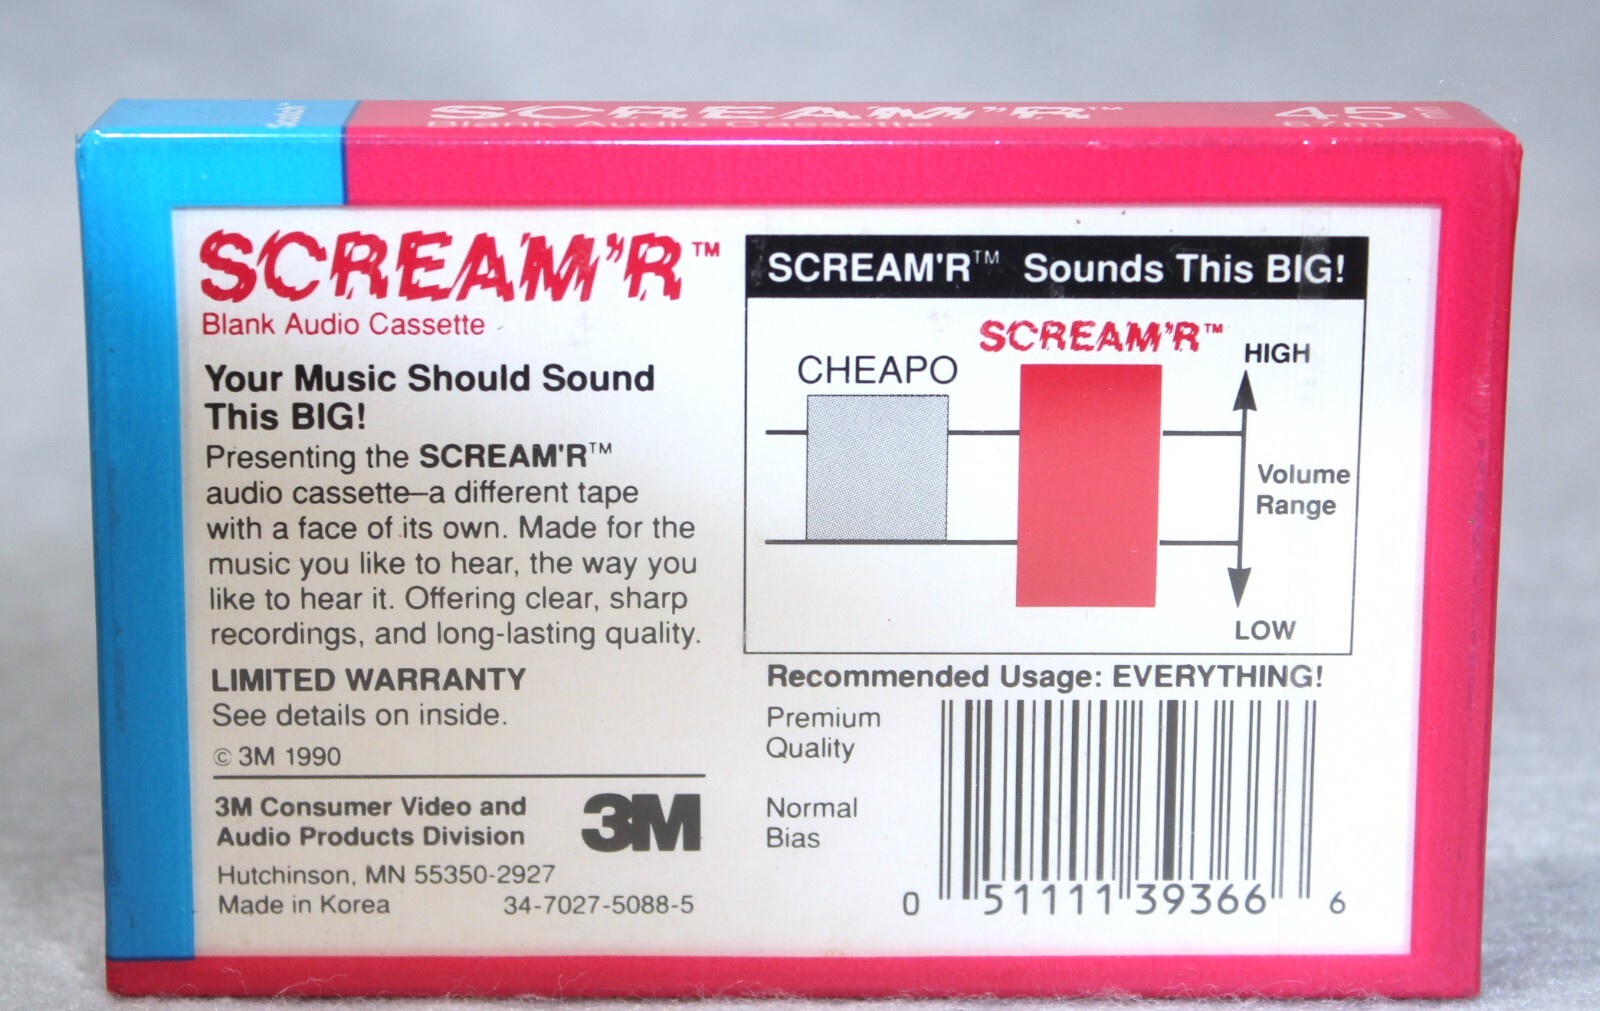 Scotch™
SCREAM'R™
Blank Audio Cassette
45 min
67m
SCREAM'R™
Blank Audio Cassette
Your Music Should Sound
This BIG!
Presenting the SCREAM'R™
audio cassette–a different tape
with a face of its own. Made for the
music you like to hear, the way you
like to hear it. Offering clear, sharp
recordings, and long-lasting quality.
LIMITED WARRANTY
See details on inside.
© 3M 1990
3M Consumer Video and
Audio Products Division
3M
Hutchinson, MN 55350-2927
Made in Korea 34-7027-5088-5
SCREAM'R™ Sounds This BIG!
SCREAM'R™
CHEAPO
HIGH
Volume
Range
LOW
Recommended Usage: EVERYTHING!
Premium
Quality
Normal
Bias
0 51111 39366 6